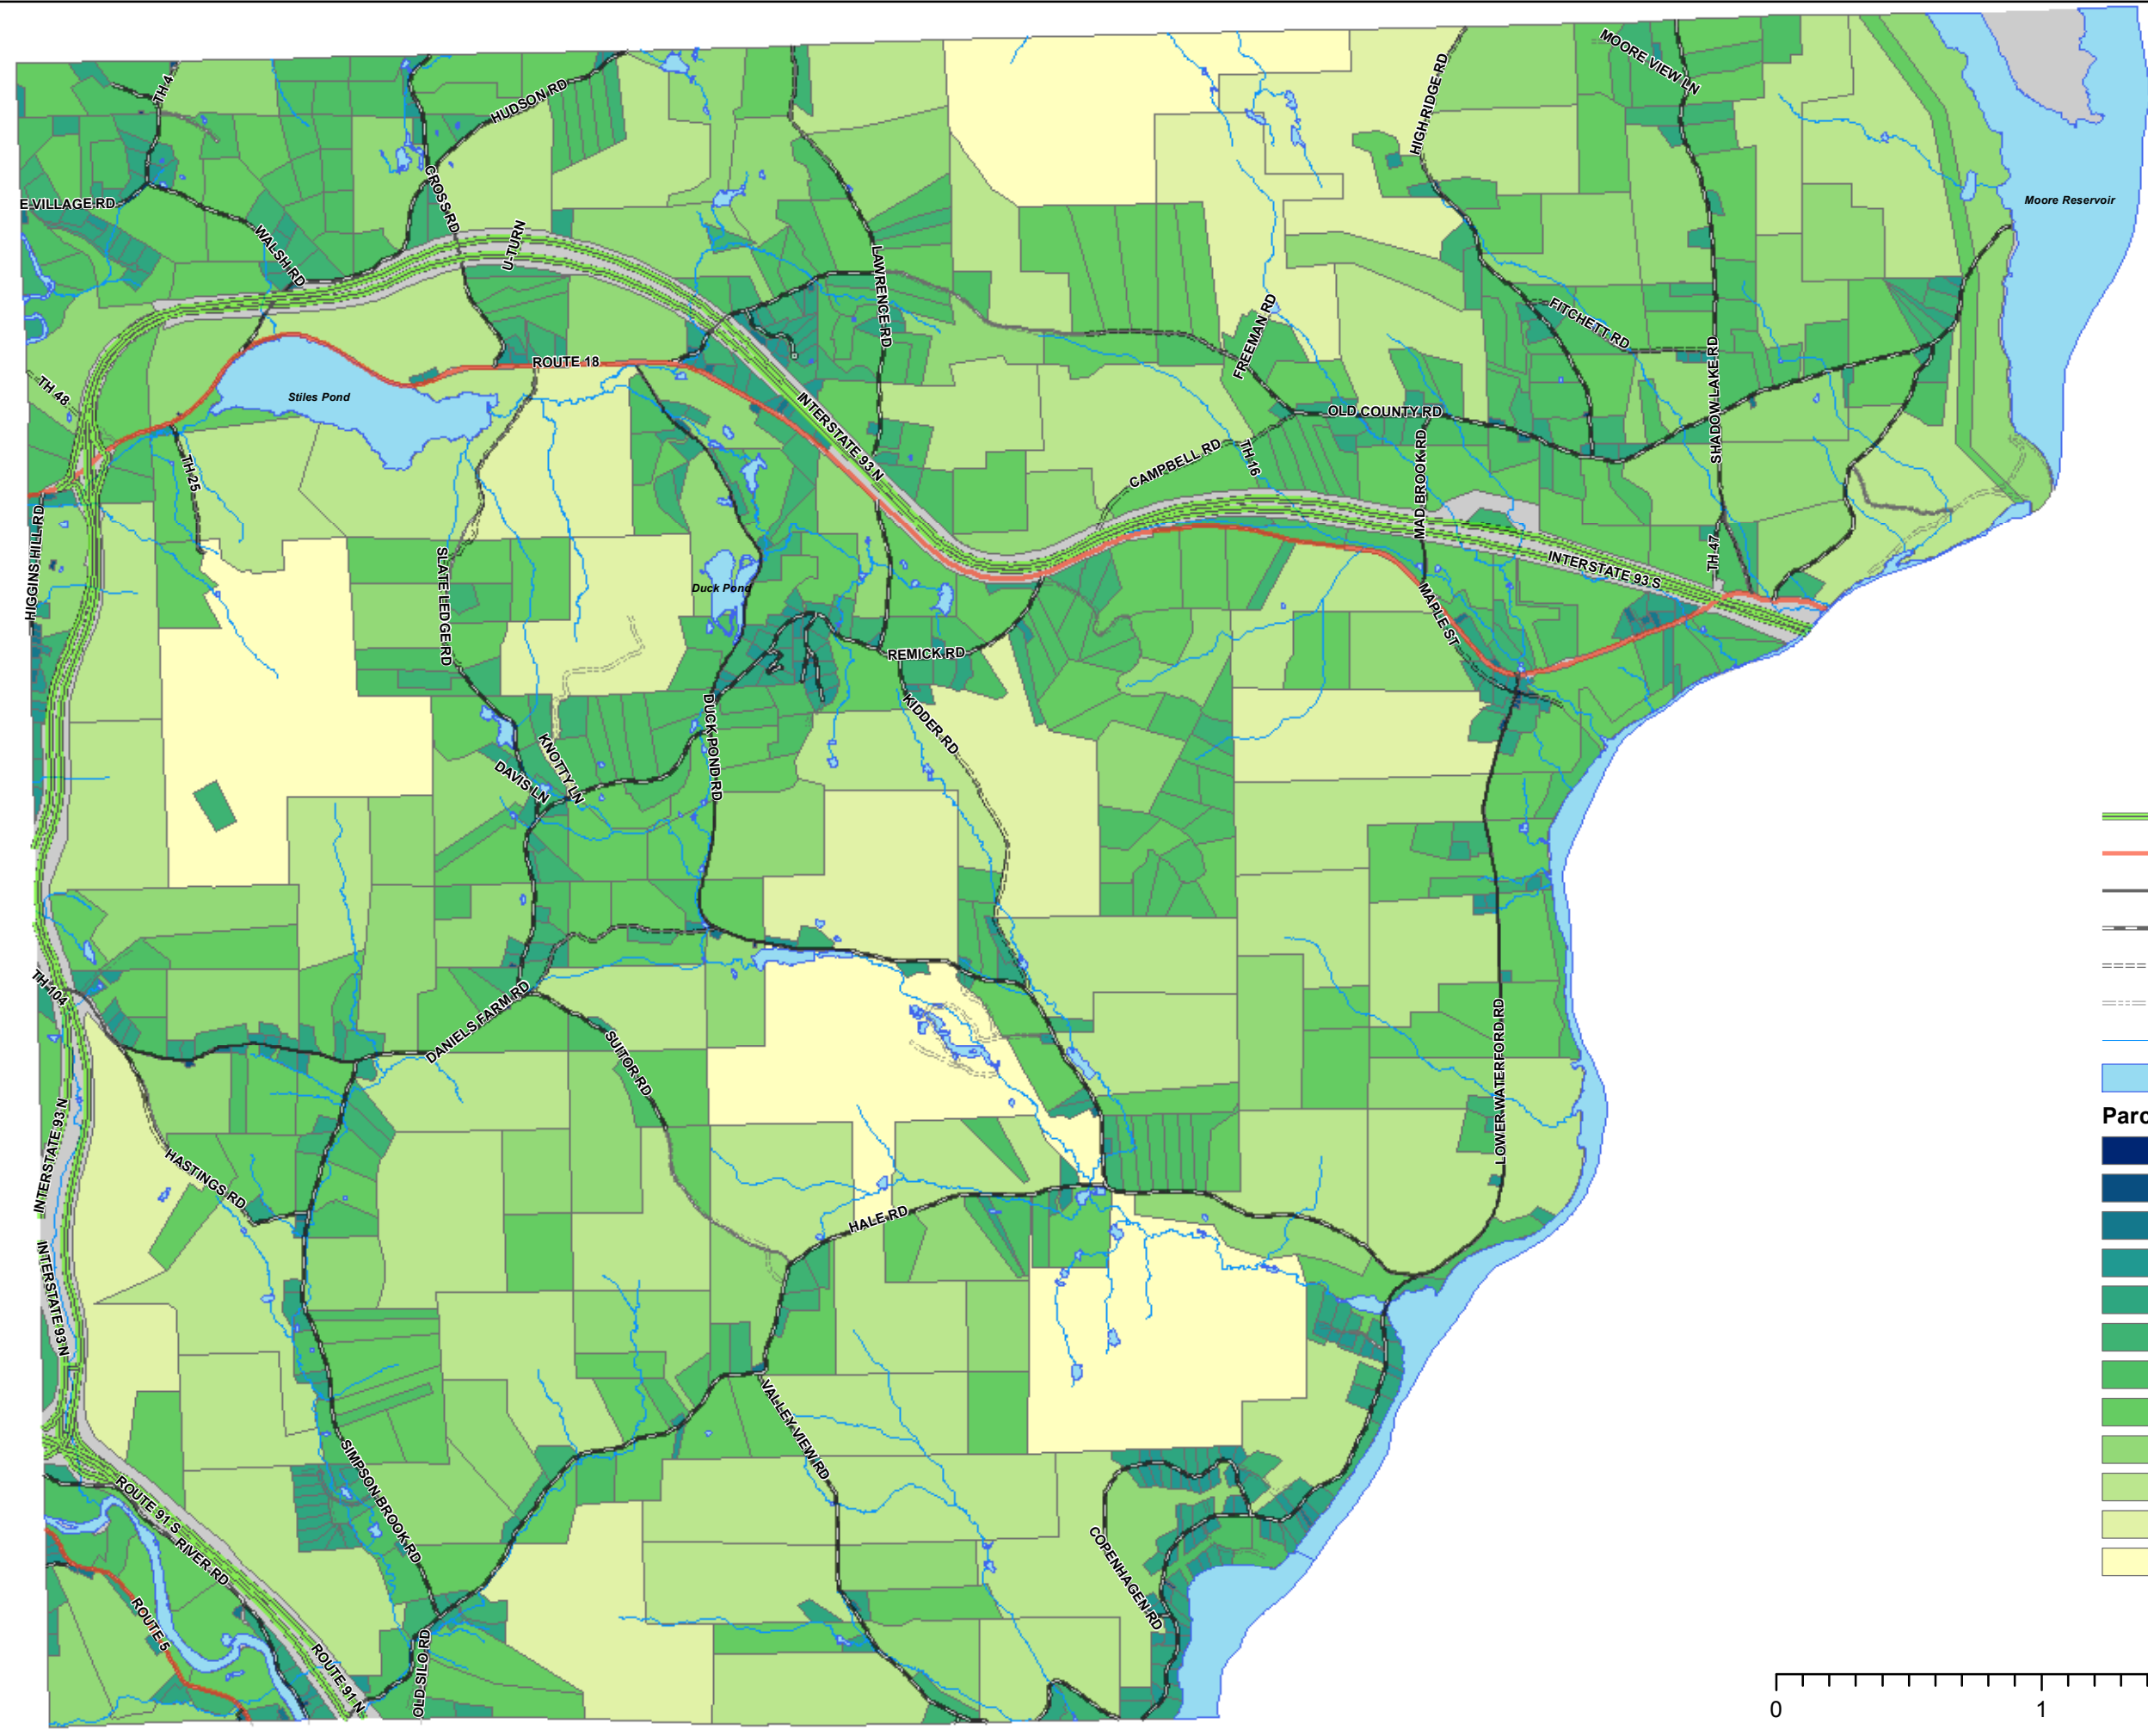 MOORE VIEW LN
TH 4
HUDSON RD
HIGH RIDGE RD
CROSS RD
E VILLAGE RD
Moore Reservoir
WALSH RD
U-TURN
LAWRENCE RD
FREEMAN RD
FITCHETT RD
ROUTE 18
SHADOW LAKE RD
TH 48
Stiles Pond
INTERSTATE 93 N
OLD COUNTY RD
TH 25
CAMPBELL RD
TH 16
MAD BROOK RD
HIGGINS HILL RD
SLATE LEDGE RD
Duck Pond
INTERSTATE 93 S
TH 47
MAPLE ST
REMICK RD
DUCK POND RD
KIDDER RD
KNOTTY LN
DAVIS LN
TH 104
DANIELS FARM RD
SUITOR RD
LOWER WATERFORD RD
Parc
INTERSTATE 93 N
HASTINGS RD
HALE RD
INTERSTATE 93 N
VALLEY VIEW RD
SIMPSON BROOK RD
ROUTE 91 S
RIVER RD
COPENHAGEN RD
ROUTE 5
OLD SILO RD
ROUTE 91 N
0 1